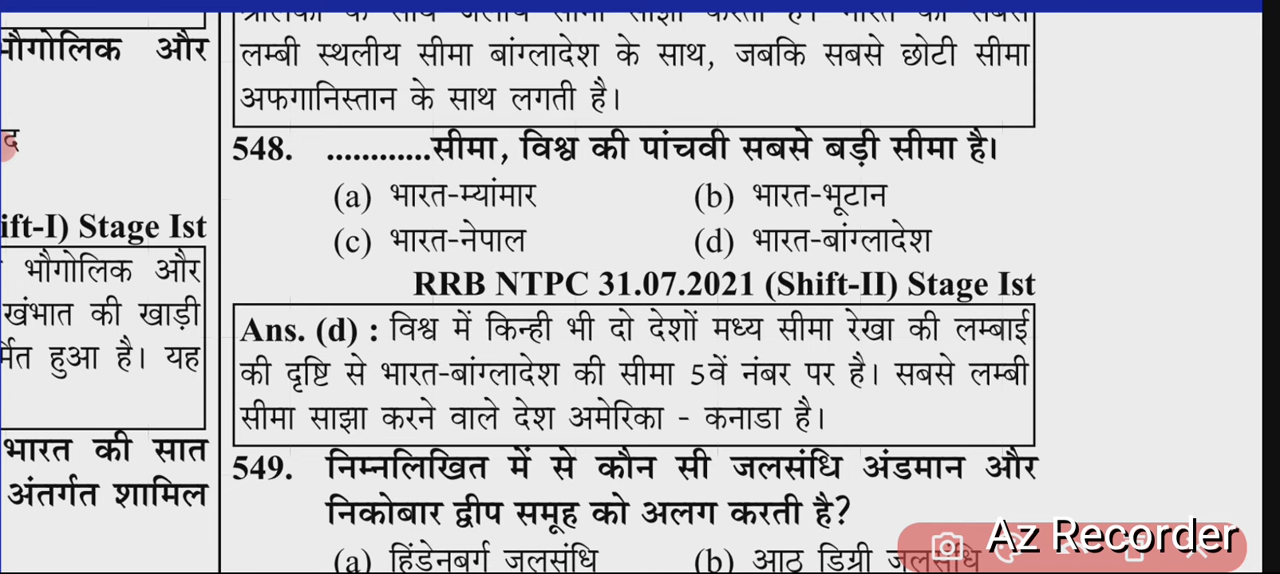 भौगोलिक और
द
ift-I) Stage Ist
भौगोलिक और
खंभात की खाड़ी
र्मित हुआ है। यह
भारत की सात
अंतर्गत शामिल
लम्बी स्थलीय सीमा बांग्लादेश के साथ, जबकि सबसे छोटी सीमा
अफगानिस्तान के साथ लगती है।
548. ............सीमा, विश्व की पांचवी सबसे बड़ी सीमा है।
(a) भारत-म्यांमार (b) भारत-भूटान
(c) भारत-नेपाल (d) भारत-बांग्लादेश
RRB NTPC 31.07.2021 (Shift-II) Stage Ist
Ans. (d) : विश्व में किन्ही भी दो देशों मध्य सीमा रेखा की लम्बाई
की दृष्टि से भारत-बांग्लादेश की सीमा 5वें नंबर पर है। सबसे लम्बी
सीमा साझा करने वाले देश अमेरिका - कनाडा है।
549. निम्नलिखित में से कौन सी जलसंधि अंडमान और
निकोबार द्वीप समूह को अलग करती है?
(a) हिंडेनबर्ग जलसंधि (b) आठ डिग्री जलसंधि
Az Recorder